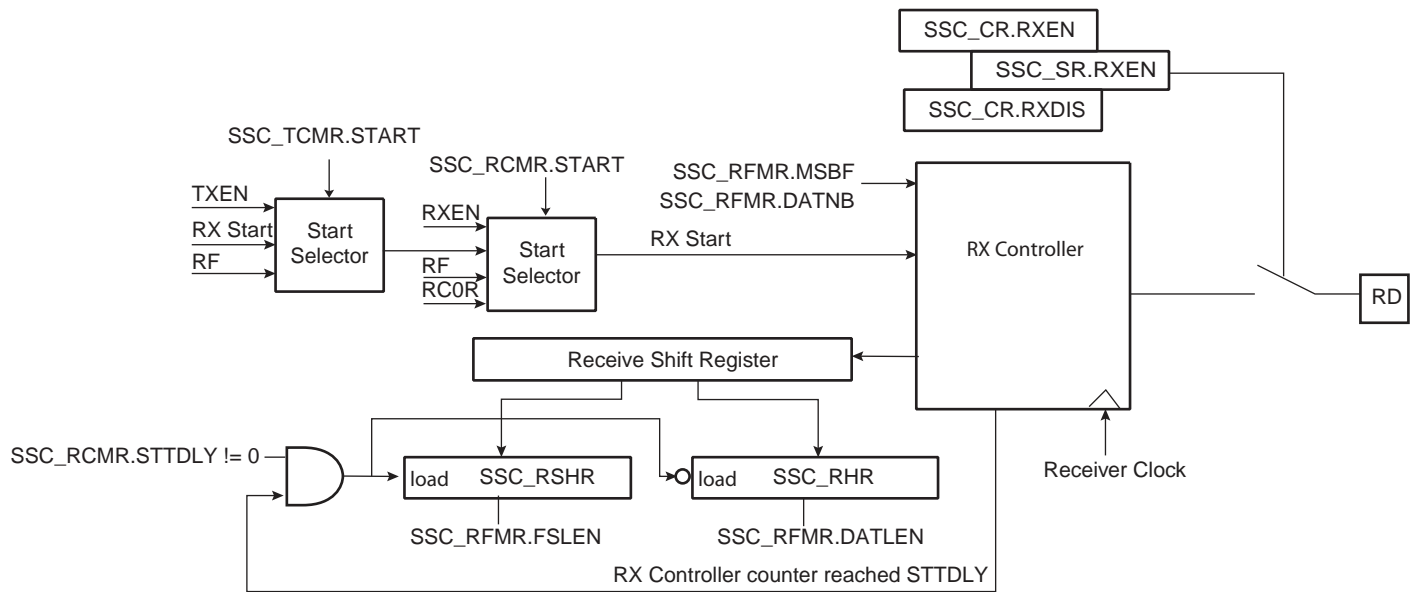 SSC_CR.RXEN
SSC_SR.RXEN
SSC_CR.RXDIS
SSC_TCMR.START
SSC_RCMR.START
SSC_RFMR.MSBF
SSC_RFMR.DATNB
TXEN
RX Start
RF
Start
Selector
RXEN
RF
RC0R
Start
Selector
RX Start
RX Controller
RD
Receive Shift Register
SSC_RCMR.STTDLY != 0
load SSC_RSHR
load SSC_RHR
Receiver Clock
SSC_RFMR.FSLEN
SSC_RFMR.DATLEN
RX Controller counter reached STTDLY